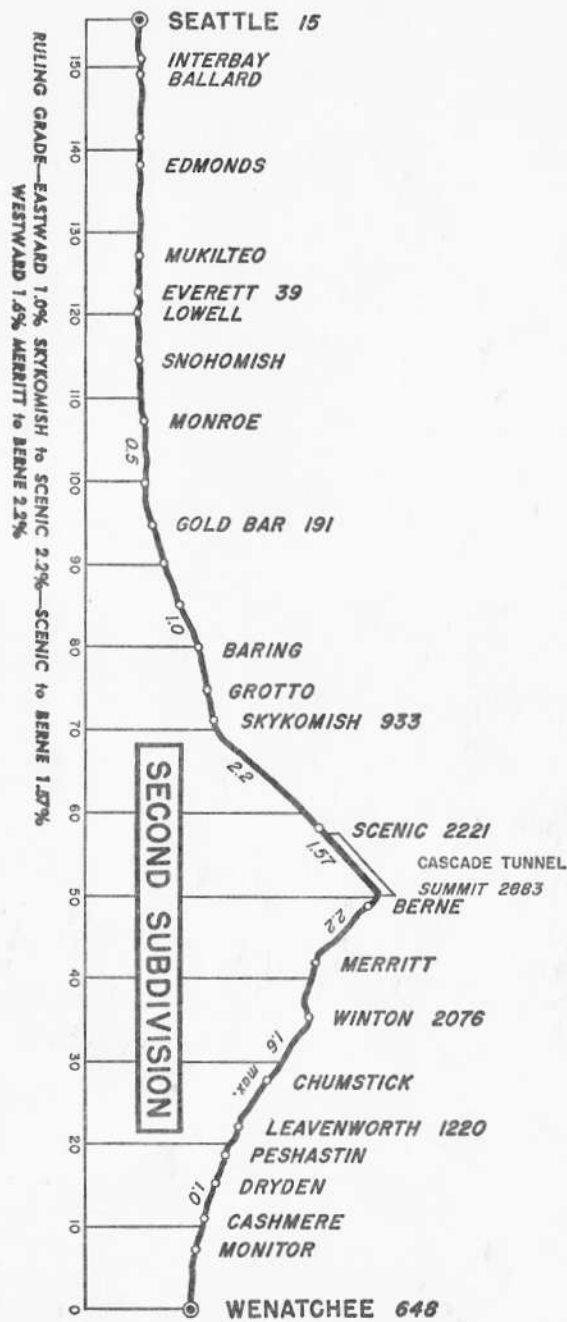 SEATTLE 15
INTERBAY
BALLARD
EDMONDS
MUKILTEO
EVERETT 39
LOWELL
SNOHOMISH
MONROE
0.5
GOLD BAR 191
1.0
BARING
GROTTO
SKYKOMISH 933
2.2
SCENIC 2221
1.57
CASCADE TUNNEL
SUMMIT 2883
BERNE
2.2
MERRITT
WINTON 2076
1.6 max.
CHUMSTICK
LEAVENWORTH 1220
PESHASTIN
DRYDEN
1.0
CASHMERE
MONITOR
WENATCHEE 648
150
140
130
120
110
100
90
80
70
60
50
40
30
20
10
0
SECOND SUBDIVISION
RULING GRADE—EASTWARD 1.0% SKYKOMISH to SCENIC 2.2%—SCENIC to BERNE 1.57%
WESTWARD 1.6% MERRITT to BERNE 2.2%